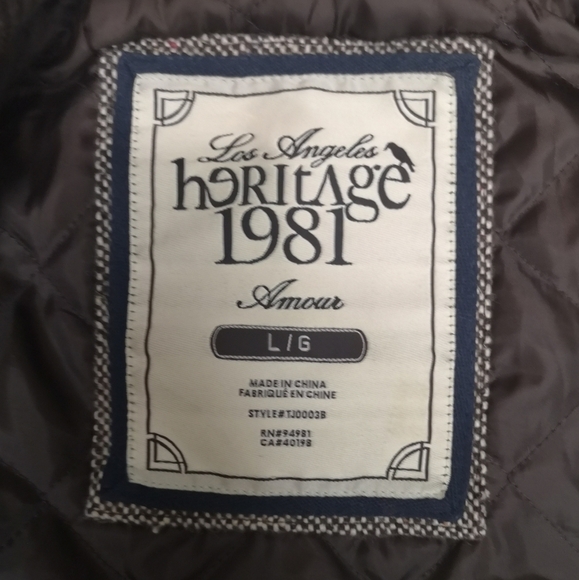 Los Angeles
heritage
1981
Amour
L/G
MADE IN CHINA
FABRIQUÉ EN CHINE
STYLE#TJ0003B
RN#94981
CA#40198